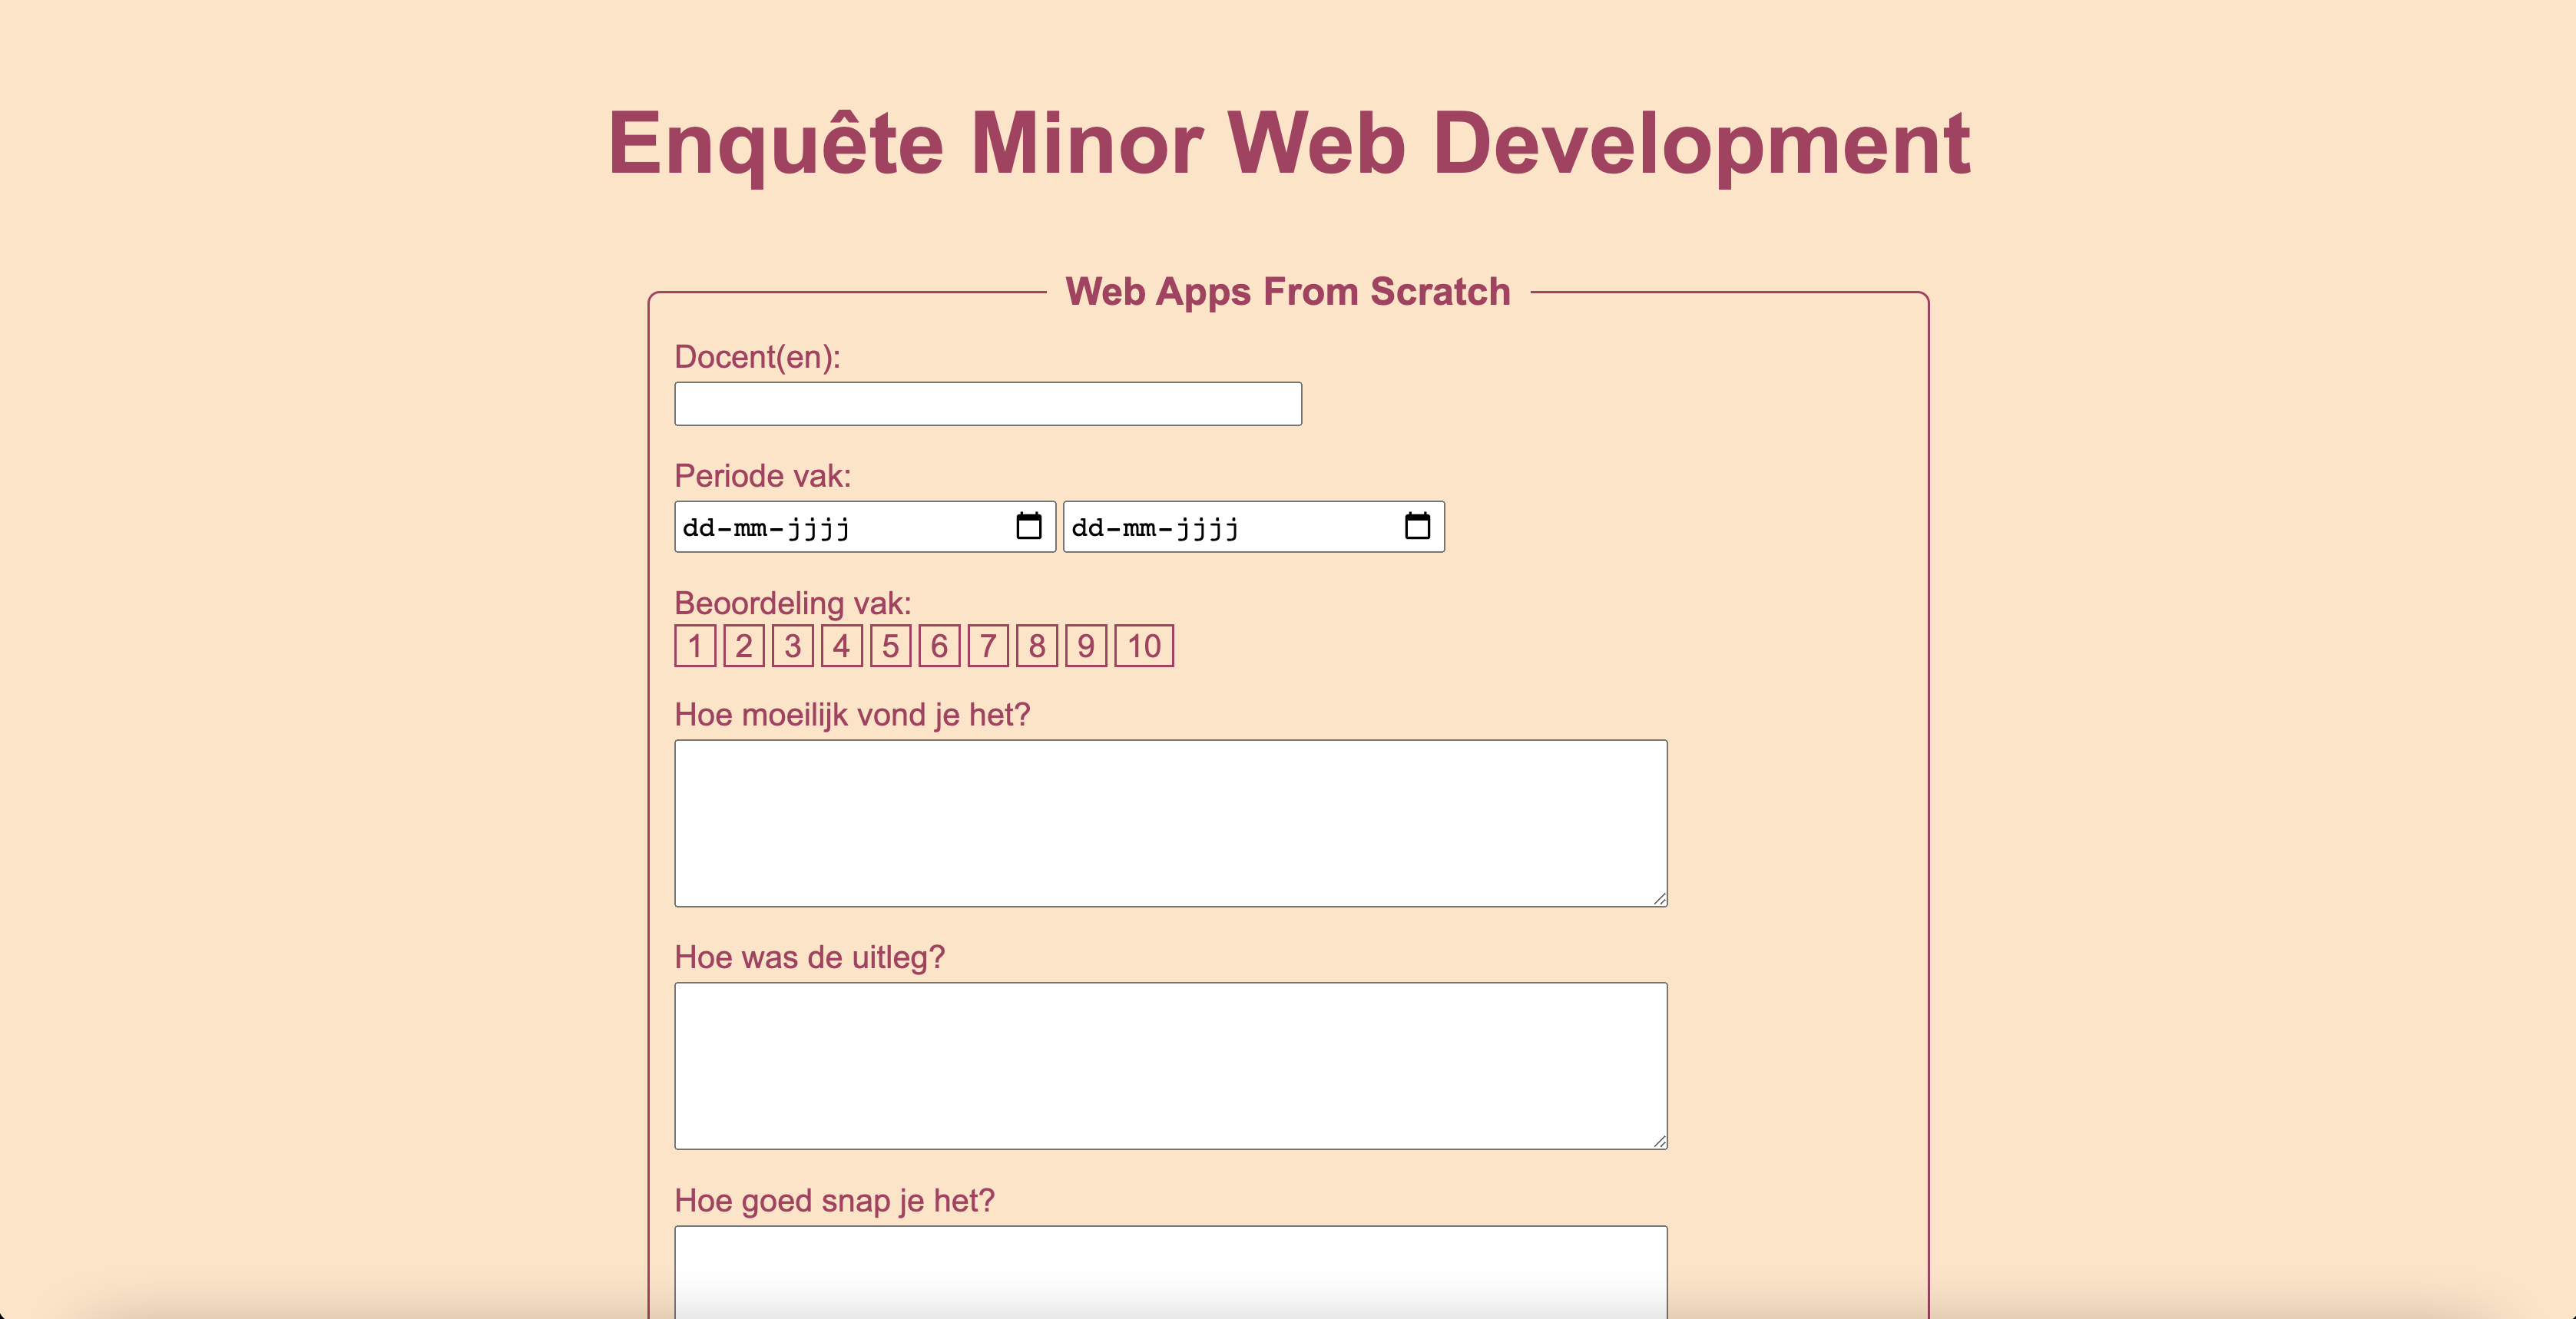 Enquête Minor Web Development
Web Apps From Scratch
Docent(en):
Periode vak:
dd-mm-jjjj dd-mm-jjjj
Beoordeling vak:
1 2 3 4 5 6 7 8 9 10
Hoe moeilijk vond je het?
Hoe was de uitleg?
Hoe goed snap je het?